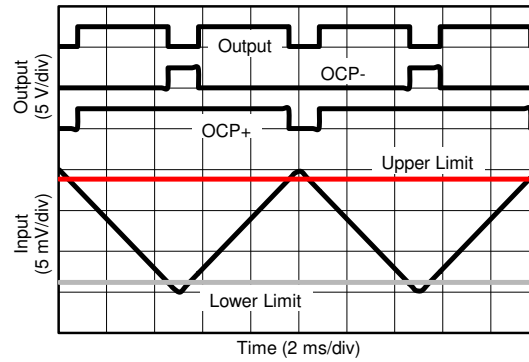 Output
OCP-
OCP+
Upper Limit
Lower Limit
Output
(5 V/div)
Input
(5 mV/div)
Time (2 ms/div)